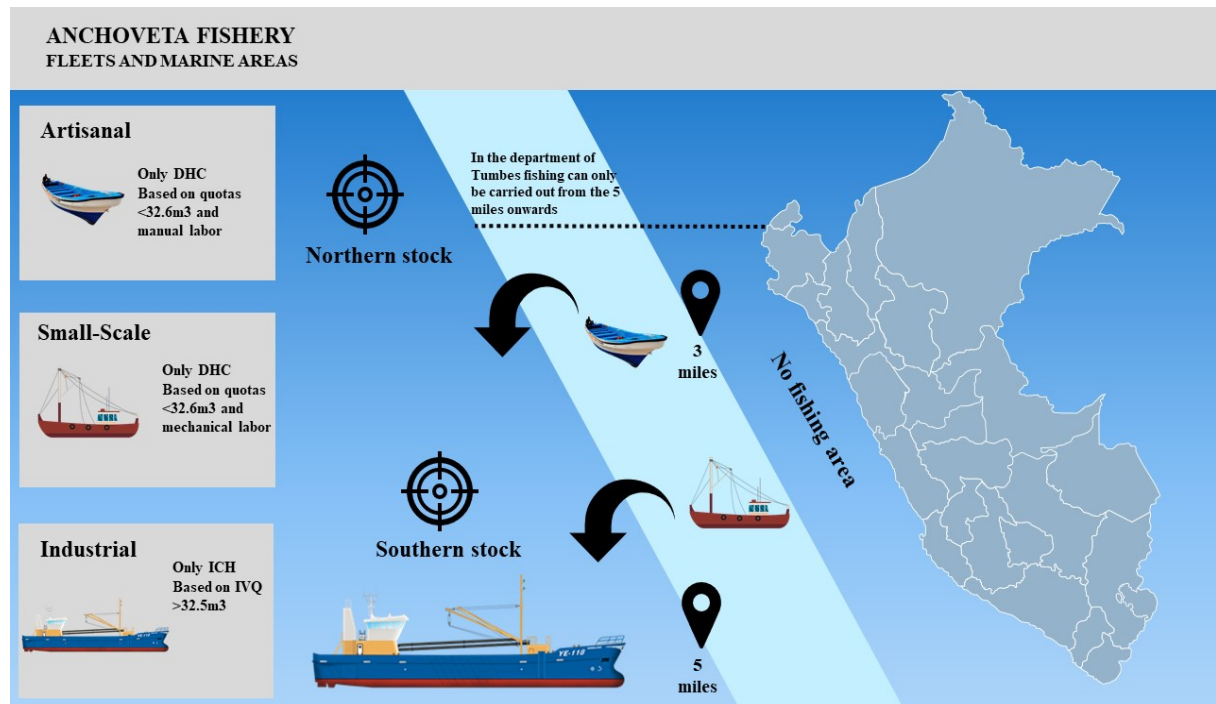 ANCHOVETA FISHERY
FLEETS AND MARINE AREAS
Artisanal
Only DHC
Based on quotas
<32.6m3 and
manual labor
Small-Scale
Only DHC
Based on quotas
<32.6m3 and
mechanical labor
Industrial
Only ICH
Based on IVQ
>32.5m3
In the department of
Tumbes fishing can only
be carried out from the 5
miles onwards
Northern stock
3
miles
No fishing area
Southern stock
YE-110
5
miles